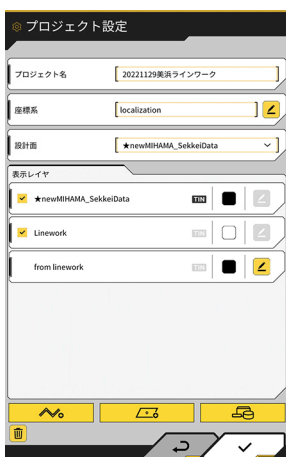 プロジェクト設定
プロジェクト名 20221129美浜ラインワーク
座標系 localization
設計面 ★newMIHAMA_SekkeiData
表示レイヤ
★newMIHAMA_SekkeiData TIN
Linework TIN
from linework TIN